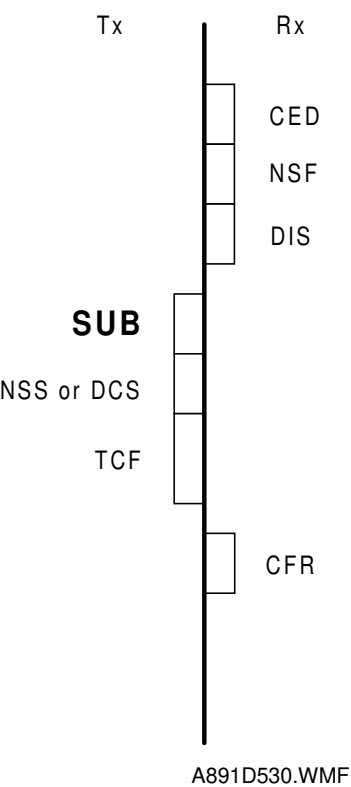 Tx Rx
CED
NSF
DIS
SUB
NSS or DCS
TCF
CFR
A891D530.WMF